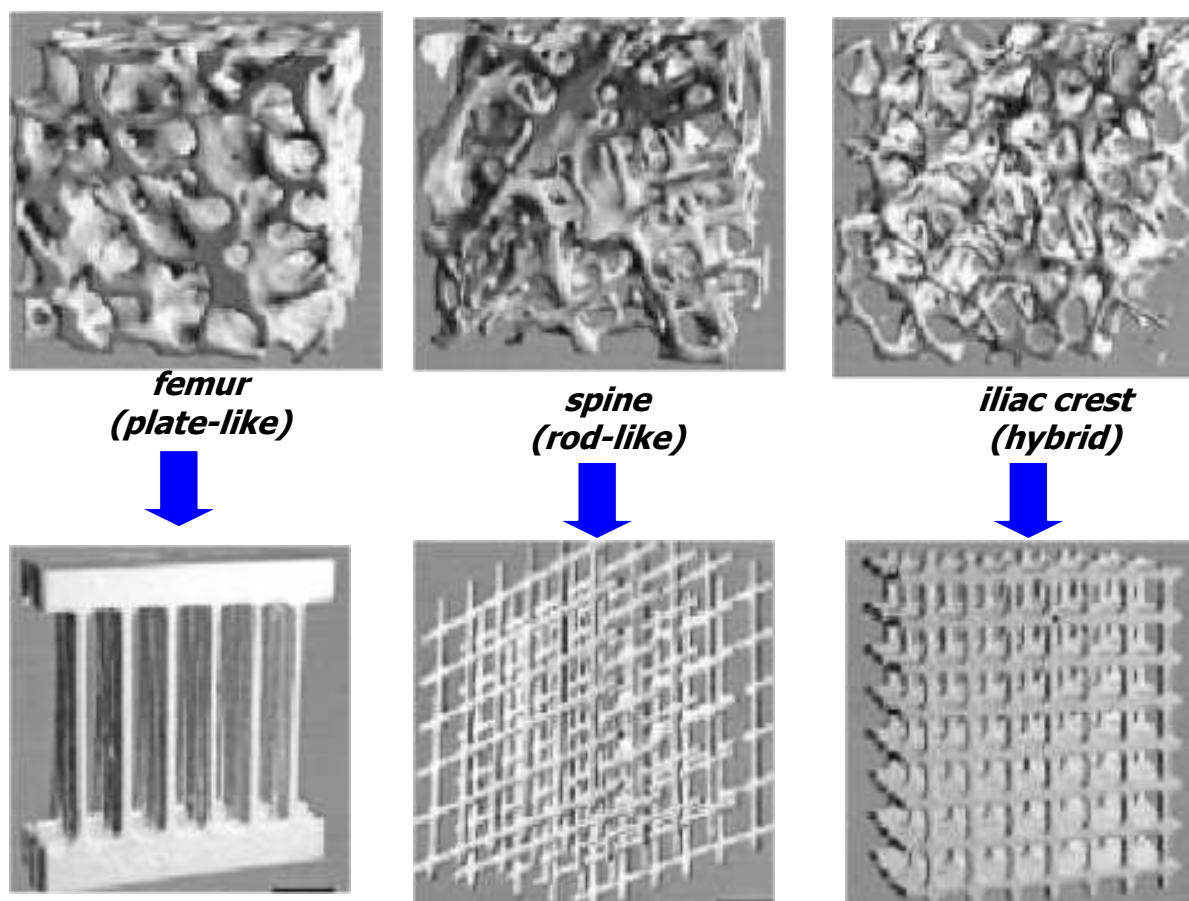 femur
(plate-like)
spine
(rod-like)
iliac crest
(hybrid)